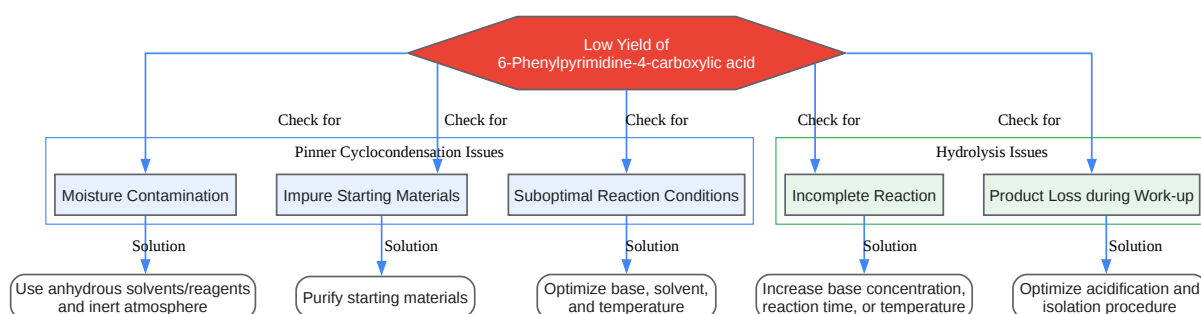 Low Yield of
6-Phenylpyrimidine-4-carboxylic acid
Check for
Check for
Check for
Check for
Check for
Pinner Cyclocondensation Issues
Hydrolysis Issues
Moisture Contamination
Impure Starting Materials
Suboptimal Reaction Conditions
Incomplete Reaction
Product Loss during Work-up
Solution
Solution
Solution
Solution
Solution
Use anhydrous solvents/reagents
and inert atmosphere
Purify starting materials
Optimize base, solvent,
and temperature
Increase base concentration,
reaction time, or temperature
Optimize acidification and
isolation procedure